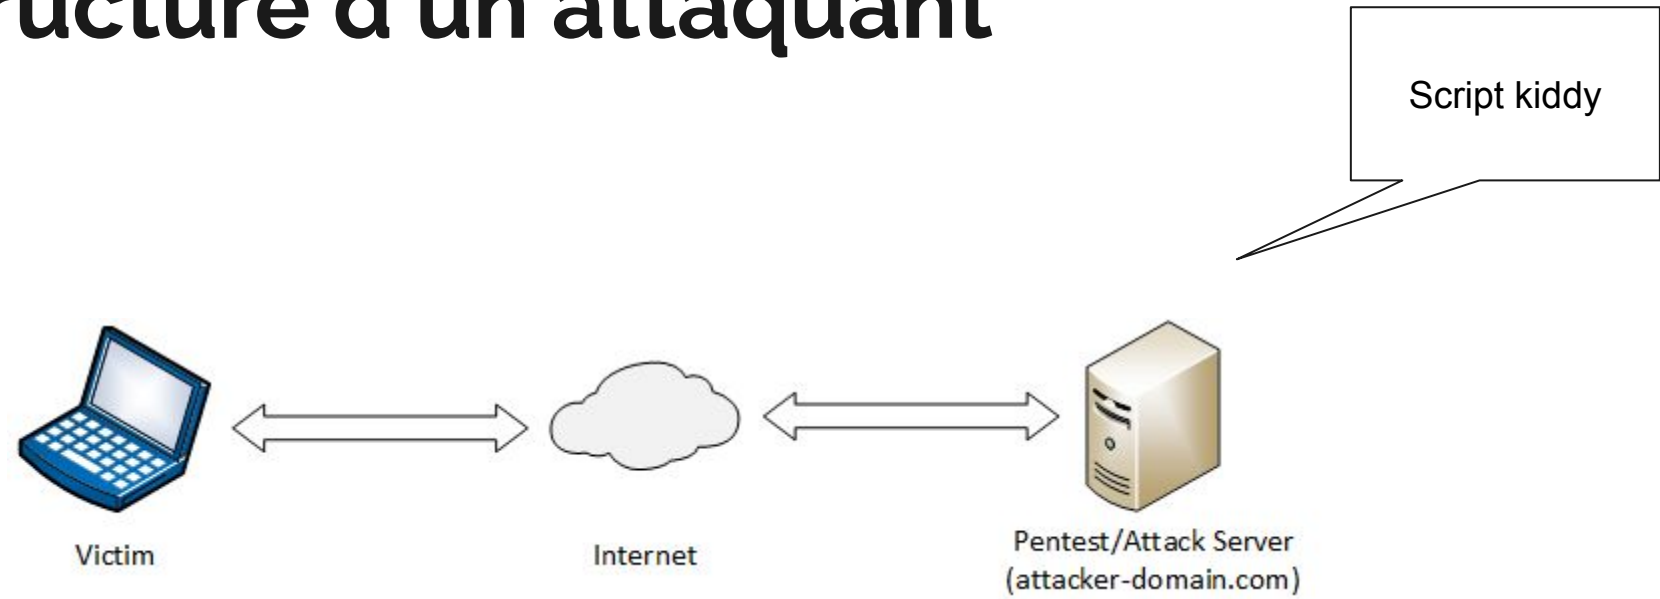 ructure d'un attaquant
Script kiddy
Victim
Internet
Pentest/Attack Server
(attacker-domain.com)